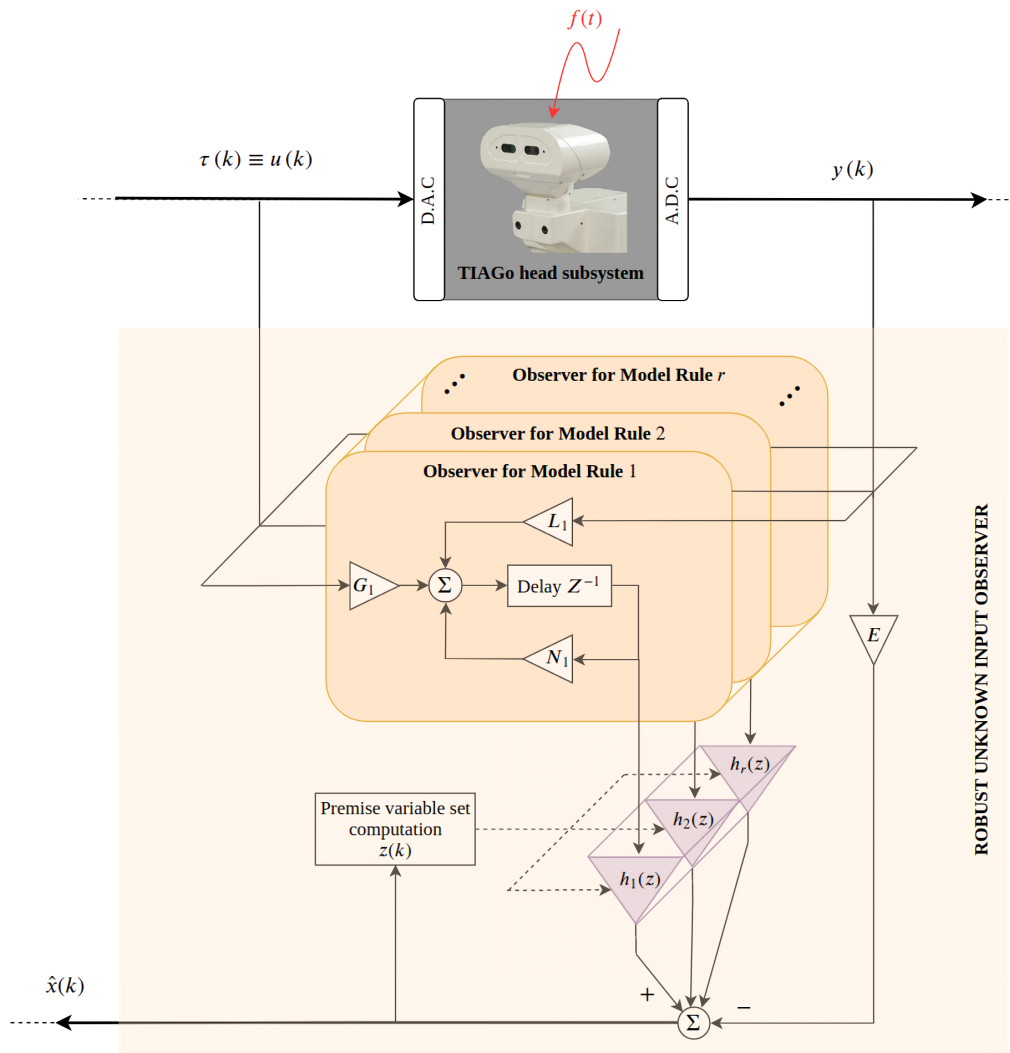 f(t)
τ (k) ≡ u (k)
D.A.C
A.D.C
y (k)
TIAGo head subsystem
Observer for Model Rule r
Observer for Model Rule 2
Observer for Model Rule 1
L₁
G₁
Σ
Delay Z⁻¹
N₁
E
ROBUST UNKNOWN INPUT OBSERVER
hᵣ(z)
h₂(z)
h₁(z)
Premise variable set
computation
z(k)
x̂(k)
+
−
Σ